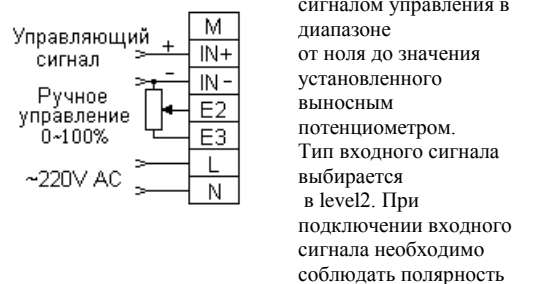 Управляющий
сигнал
+
-
Ручное
управление
0~100%
~220V AC
M
IN+
IN-
E2
E3
L
N
сигналом управления в
диапазоне
от ноля до значения
установленного
выносным
потенциометром.
Тип входного сигнала
выбирается
в level2. При
подключении входного
сигнала необходимо
соблюдать полярность